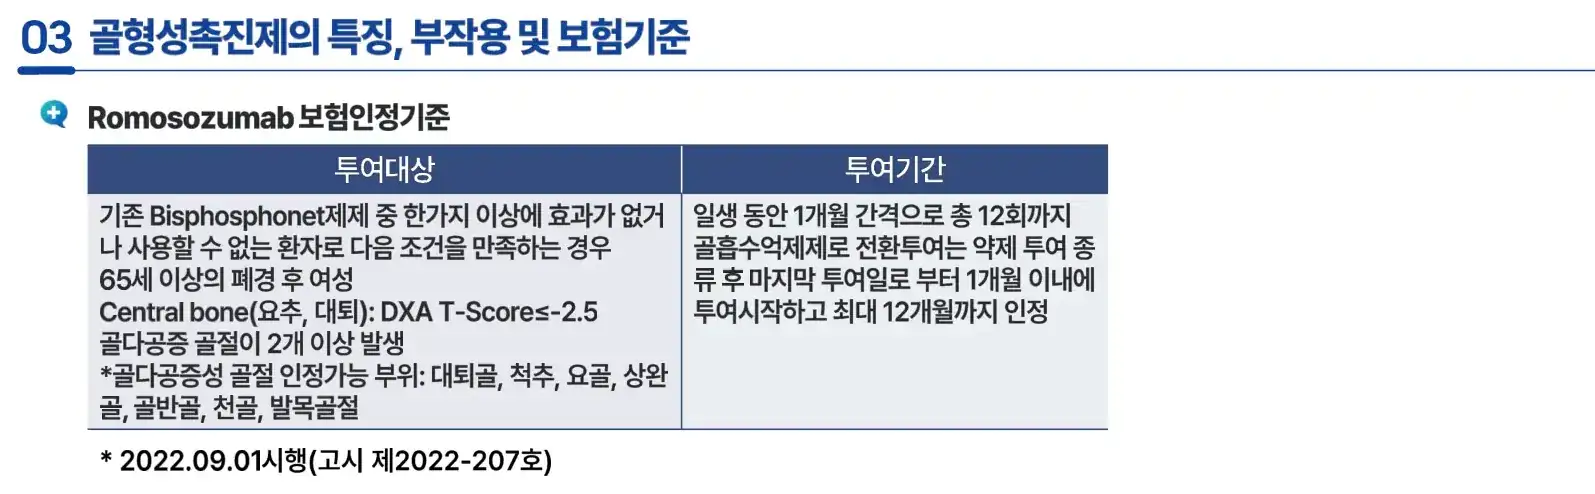 03 골형성촉진제의 특징, 부작용 및 보험기준
Romosozumab 보험인정기준
투여대상
투여기간
기존 Bisphosphonet제제 중 한가지 이상에 효과가 없거
나 사용할 수 없는 환자로 다음 조건을 만족하는 경우
65세 이상의 폐경 후 여성
Central bone(요추, 대퇴): DXA T-Score≤-2.5
골다공증 골절이 2개 이상 발생
*골다공증성 골절 인정가능 부위: 대퇴골, 척추, 요골, 상완
골, 골반골, 천골, 발목골절
일생 동안 1개월 간격으로 총 12회까지
골흡수억제제로 전환투여는 약제 투여 종
류 후 마지막 투여일로 부터 1개월 이내에
투여시작하고 최대 12개월까지 인정
* 2022.09.01시행(고시 제2022-207호)